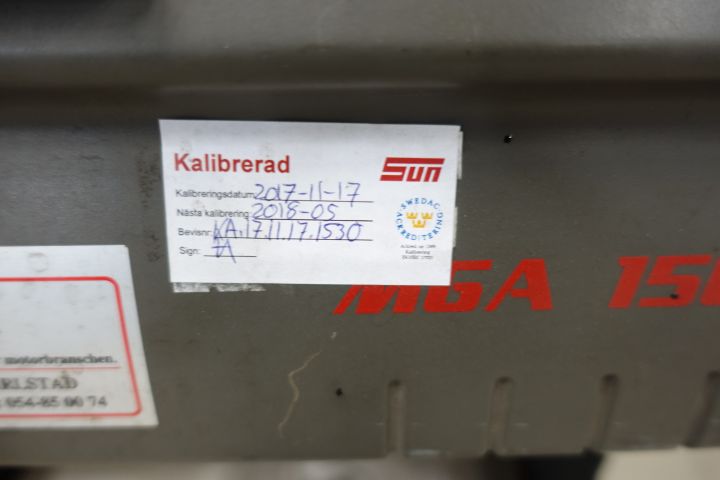 Kalibrerad
Sun
Kalibreringsdatum 2017-11-17
Nästa kalibrering: 2018-05
Bevisnr: KA.17.11.17.1530
Sign:
SWEDAC
ACKREDITERING
MGA 150
motorbranschen.
RLSTAD
054-85 00 74